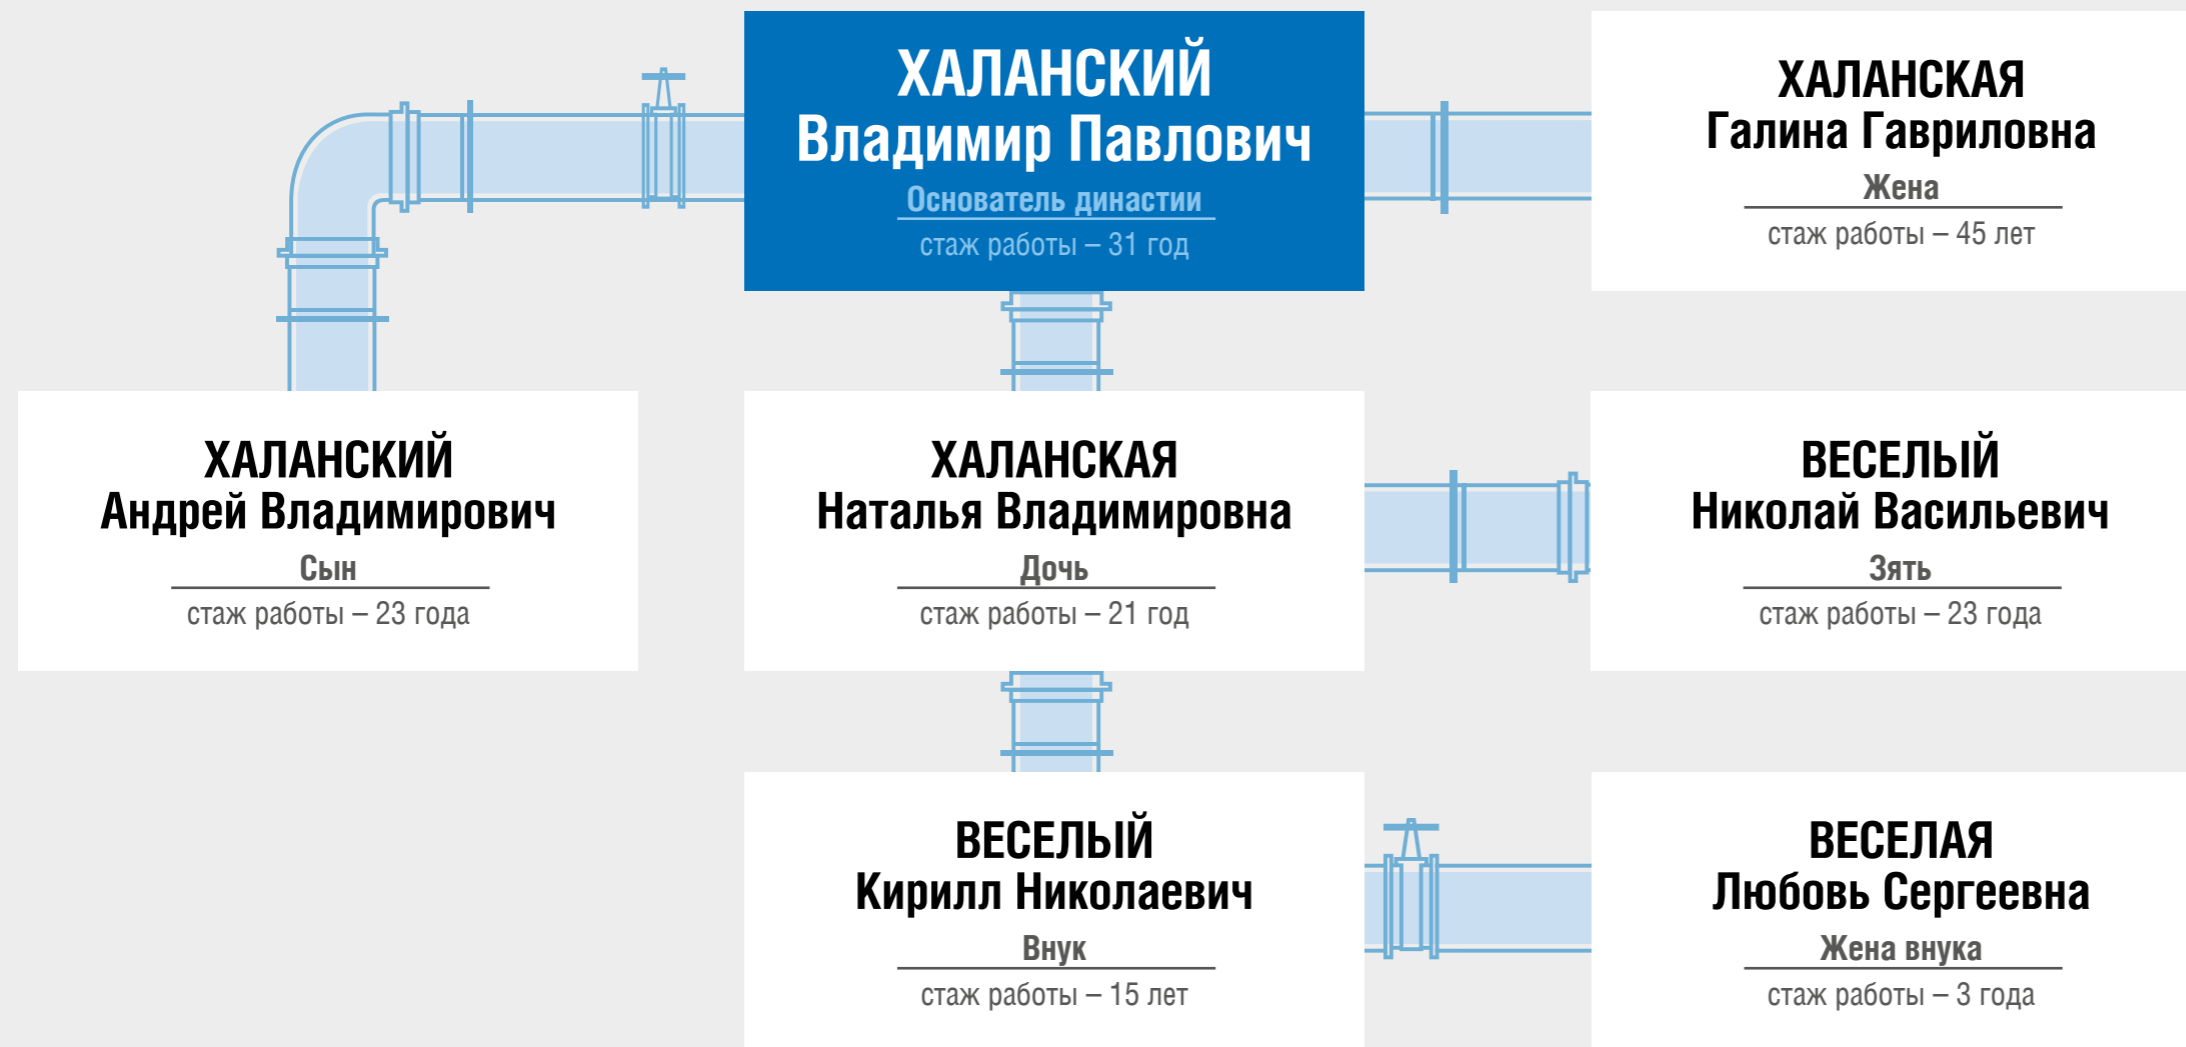 ХАЛАНСКИЙ
Владимир Павлович
Основатель династии
стаж работы – 31 год
ХАЛАНСКАЯ
Галина Гавриловна
Жена
стаж работы – 45 лет
ХАЛАНСКИЙ
Андрей Владимирович
Сын
стаж работы – 23 года
ХАЛАНСКАЯ
Наталья Владимировна
Дочь
стаж работы – 21 год
ВЕСЕЛЫЙ
Николай Васильевич
Зять
стаж работы – 23 года
ВЕСЕЛЫЙ
Кирилл Николаевич
Внук
стаж работы – 15 лет
ВЕСЕЛАЯ
Любовь Сергеевна
Жена внука
стаж работы – 3 года